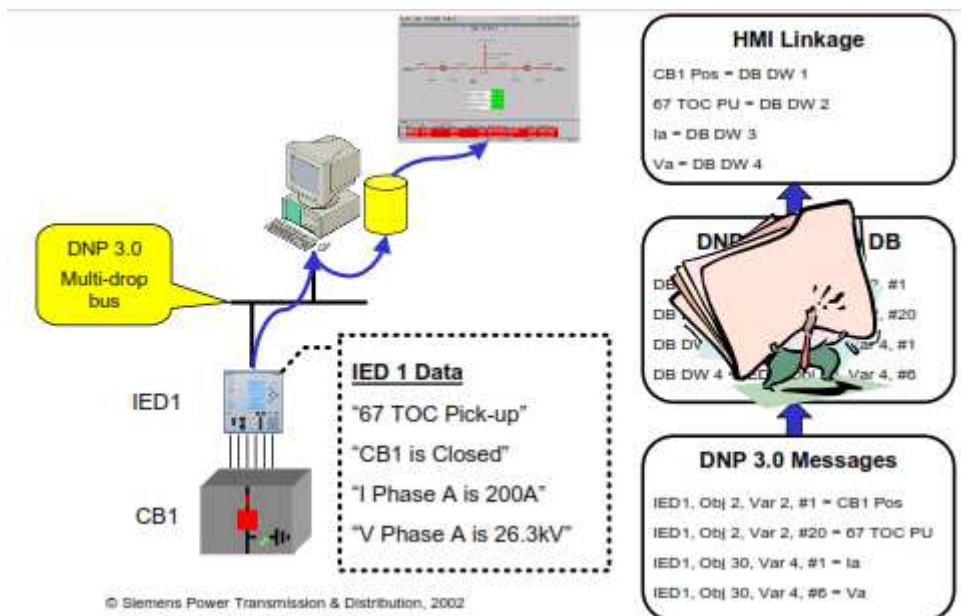 HMI Linkage
CB1 Pos = DB DW 1
67 TOC PU = DB DW 2
Ia = DB DW 3
Va = DB DW 4
DNP 3.0
Multi-drop
bus
DNP DB
DB #1
DB #20
DB #1
DB DW 4 = Var 4, #6
IED1
CB1
IED 1 Data
“67 TOC Pick-up”
“CB1 is Closed”
“I Phase A is 200A”
“V Phase A is 26.3kV”
DNP 3.0 Messages
IED1, Obj 2, Var 2, #1 = CB1 Pos
IED1, Obj 2, Var 2, #20 = 67 TOC PU
IED1, Obj 30, Var 4, #1 = Ia
IED1, Obj 30, Var 4, #6 = Va
© Siemens Power Transmission & Distribution, 2002